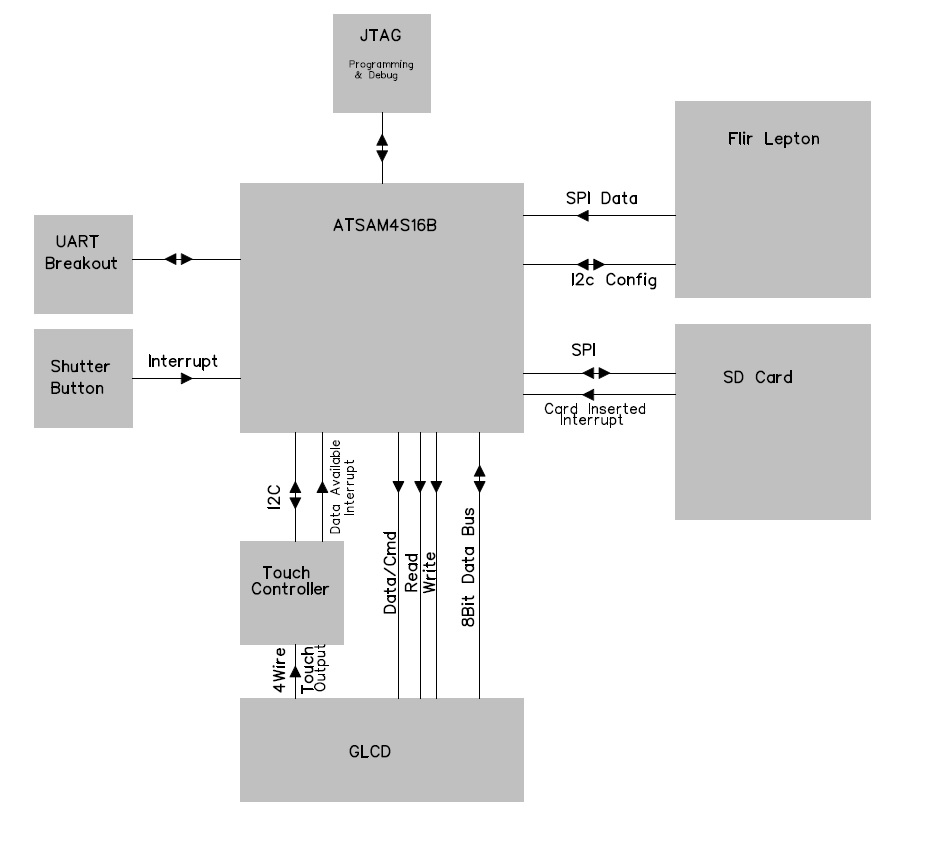 JTAG
Programming
& Debug
Flir Lepton
SPI Data
ATSAM4S16B
UART
Breakout
I2c Config
SPI
Interrupt
Shutter
Button
SD Card
Card Inserted
Interrupt
I2C
Data Available
Interrupt
Data/Cmd
Read
Write
8Bit Data Bus
Touch
Controller
4Wire
Touch
Output
GLCD